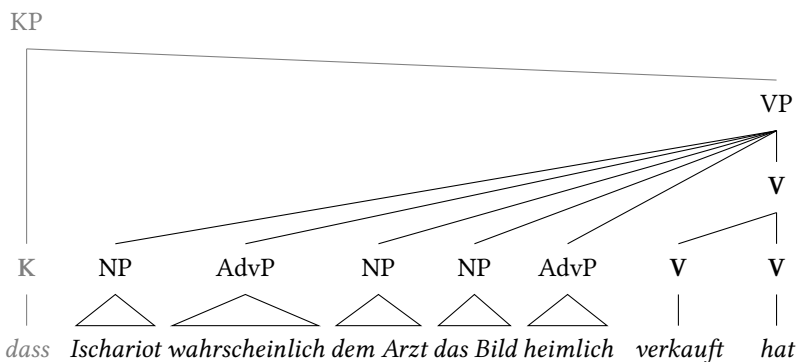 KP
VP
V
K NP AdvP NP NP AdvP V V
dass Ischariot wahrscheinlich dem Arzt das Bild heimlich verkauft hat